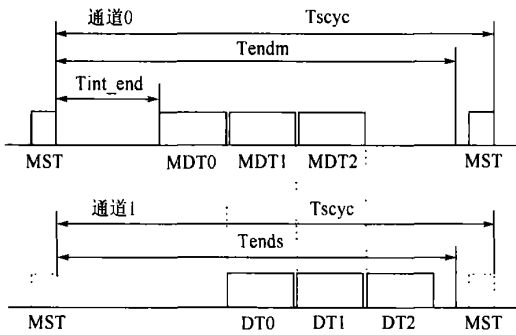 通道0 Tscyc
Tendm
Tint_end
MST MDT0 MDT1 MDT2 MST
通道1 Tscyc
Tends
MST DT0 DT1 DT2 MST